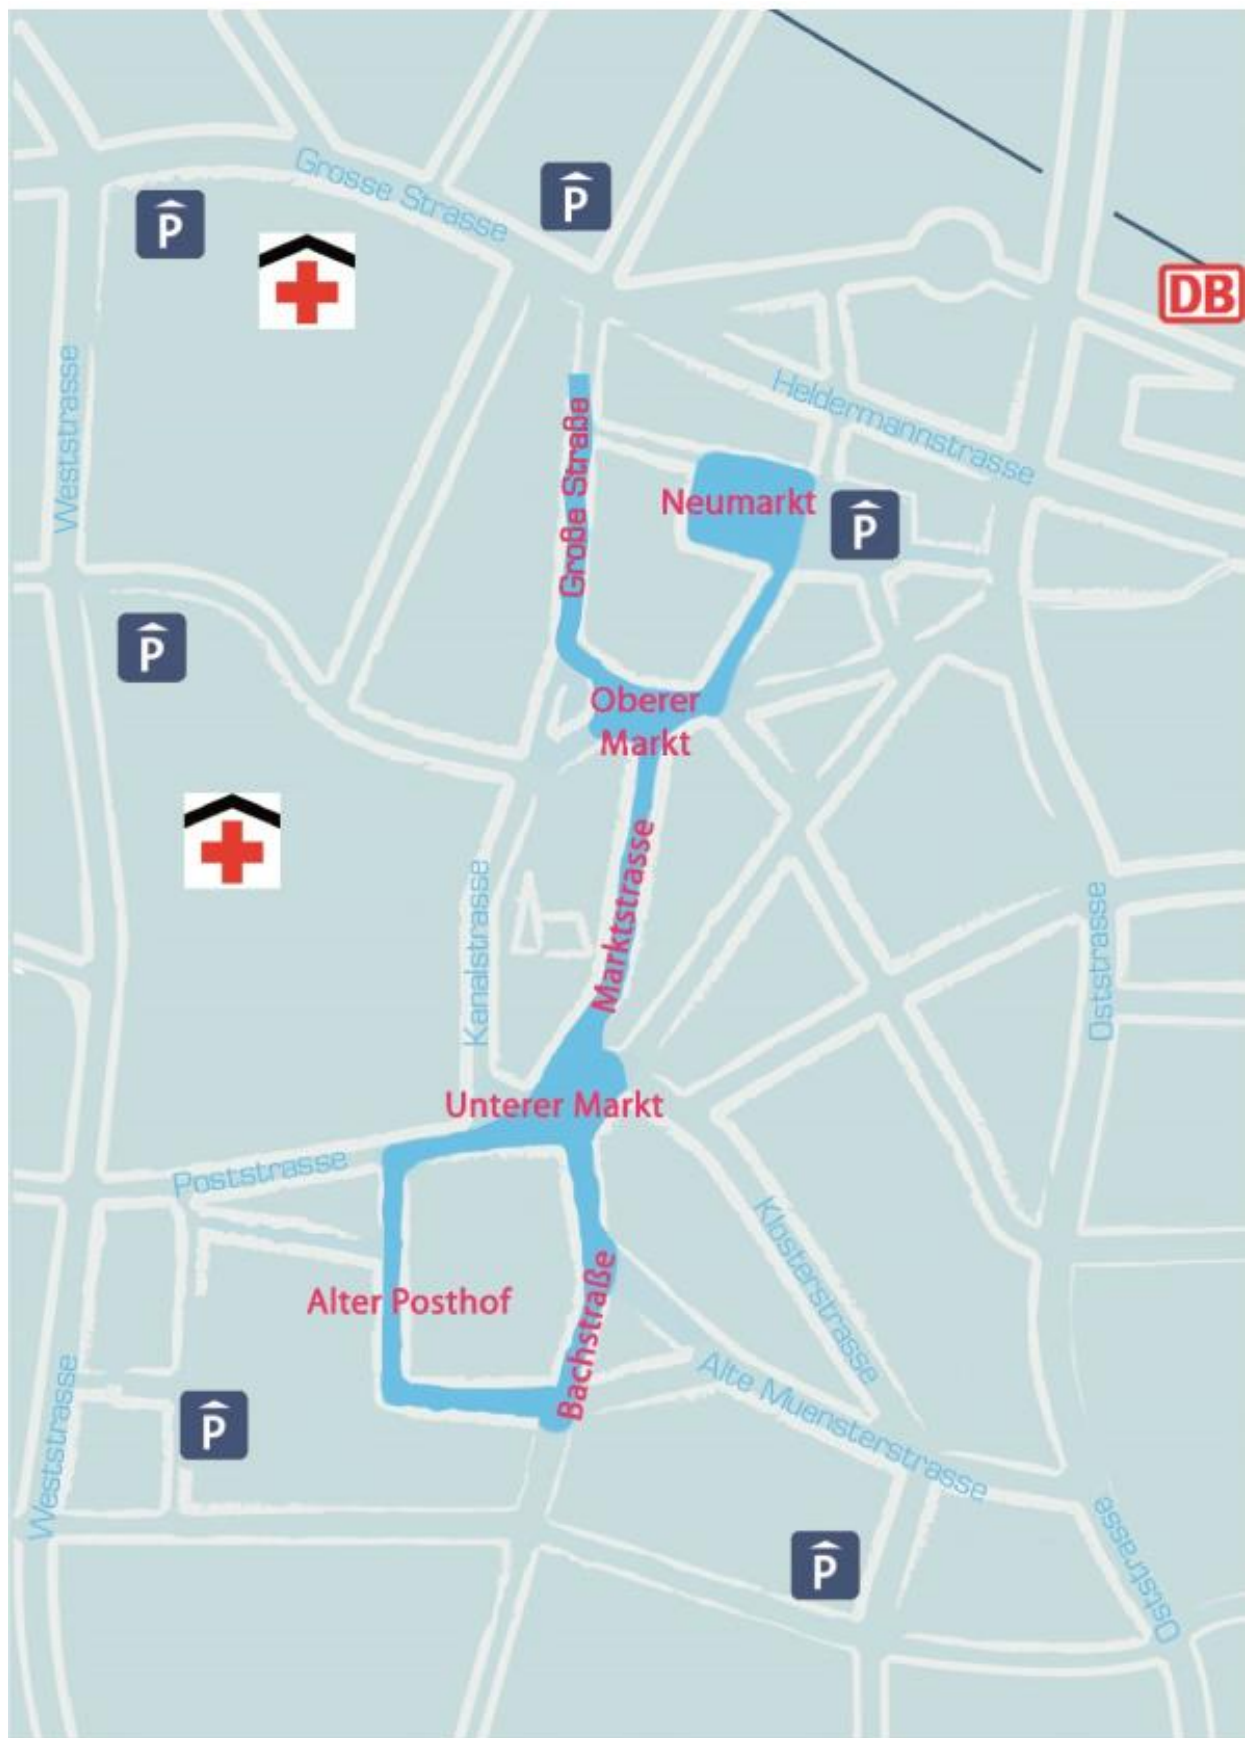 Grosse Strasse
P
P
DB
Weststrasse
Große Straße
Heldermannstrasse
Neumarkt
P
P
Oberer
Markt
Marktstrasse
Kanalstrasse
Oststrasse
Unterer Markt
Poststrasse
Klosterstrasse
Alter Posthof
Bachstraße
Alte Muensterstrasse
Weststrasse
P
P
Oststrasse